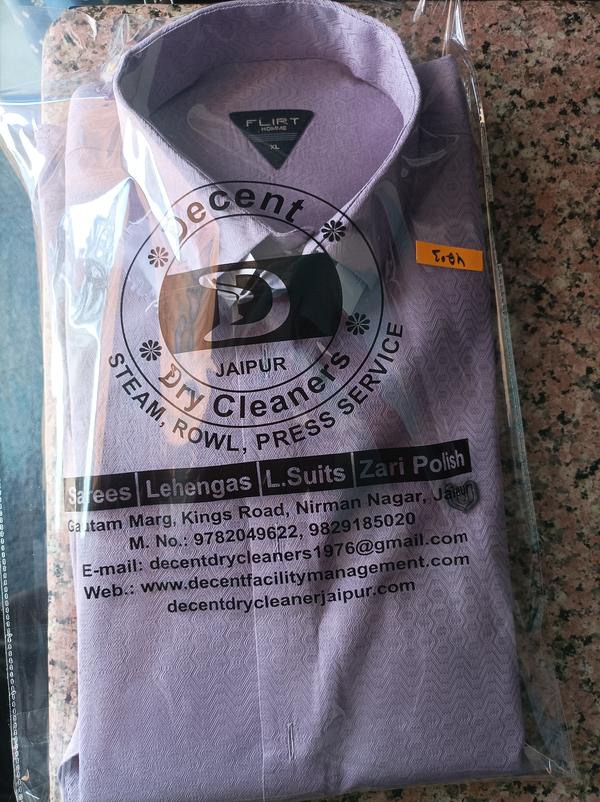 FLIRT
HOMME
XL
Decent
D
JAIPUR
Dry Cleaners
STEAM, ROWL, PRESS SERVICE
Sarees Lehengas L.Suits Zari Polish
Gautam Marg, Kings Road, Nirman Nagar, Jaipur
M. No.: 9782049622, 9829185020
E-mail: decentdrycleaners1976@gmail.com
Web.: www.decentfacilitymanagement.com
decentdrycleanerjaipur.com